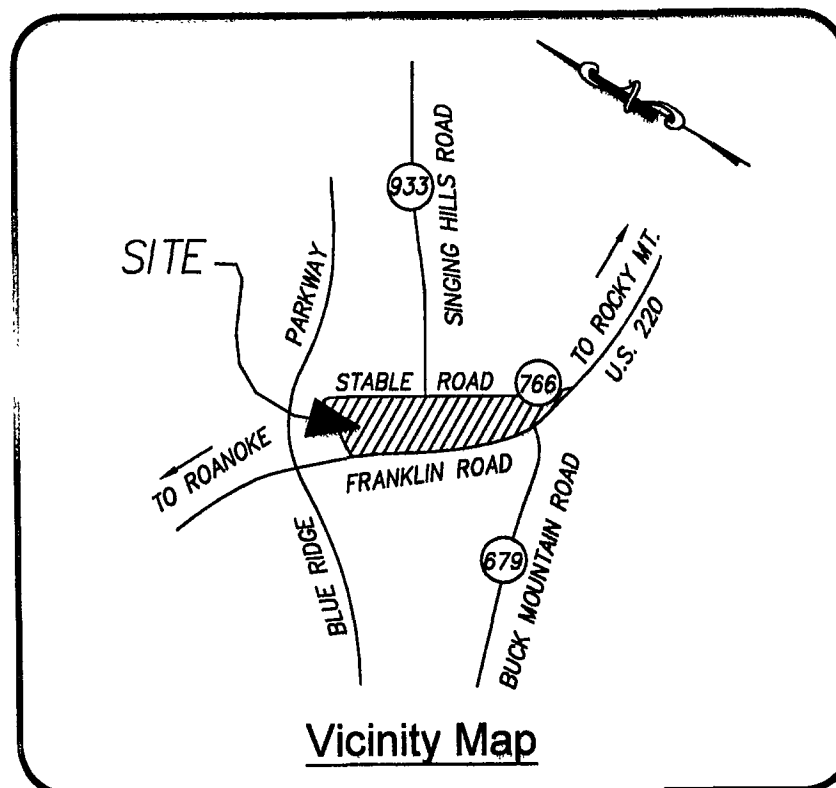 SINGING HILLS ROAD
933
SITE
PARKWAY
TO ROCKY MT.
U.S. 220
STABLE ROAD
766
TO ROANOKE
FRANKLIN ROAD
BLUE RIDGE
679
BUCK MOUNTAIN ROAD
Vicinity Map